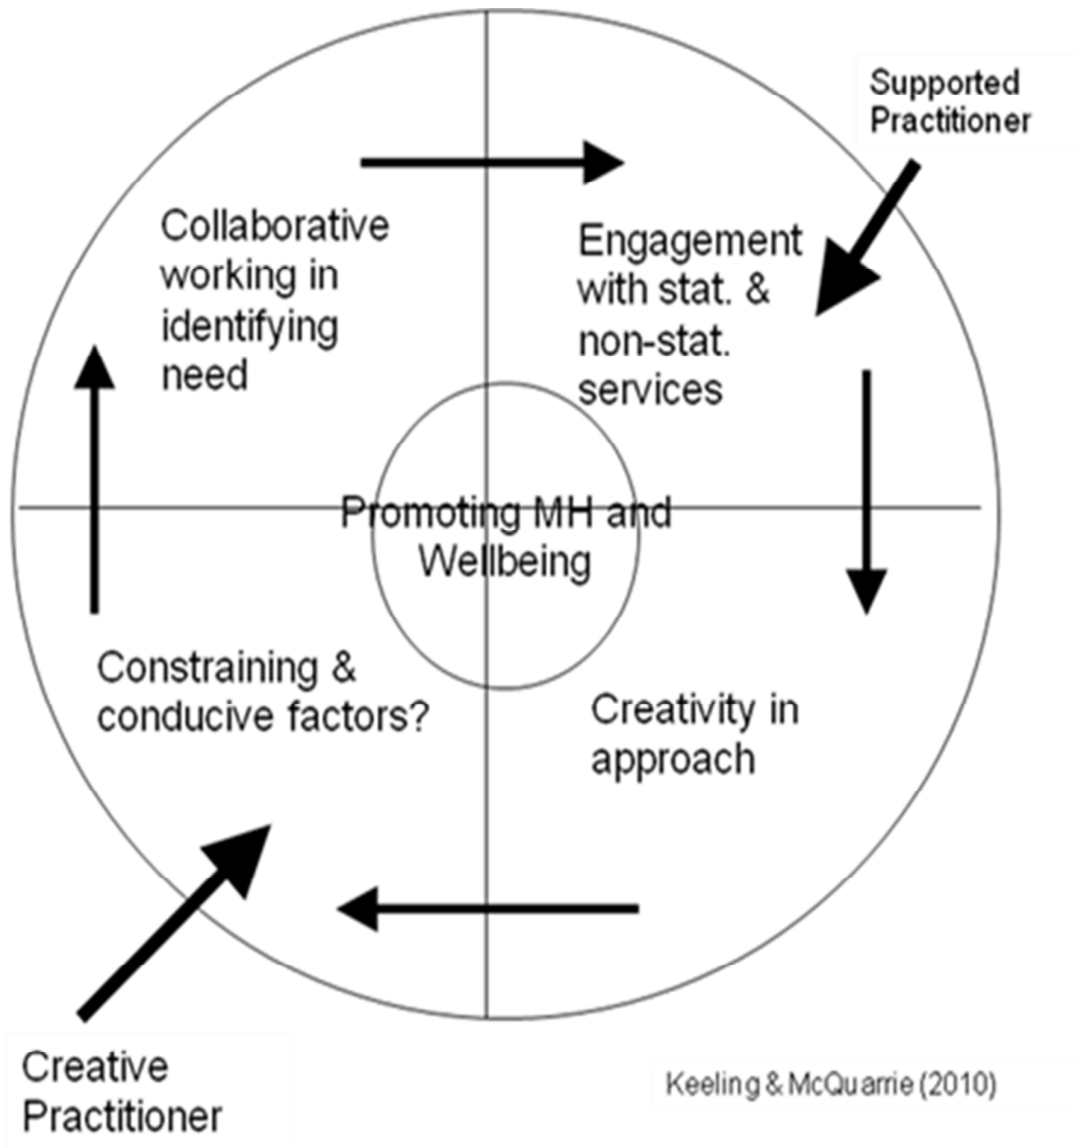 Supported
Practitioner
Collaborative
working in
identifying
need
Engagement
with stat. &
non-stat.
services
Promoting MH and
Wellbeing
Constraining &
conducive factors?
Creativity in
approach
Creative
Practitioner
Keeling & McQuarrie (2010)